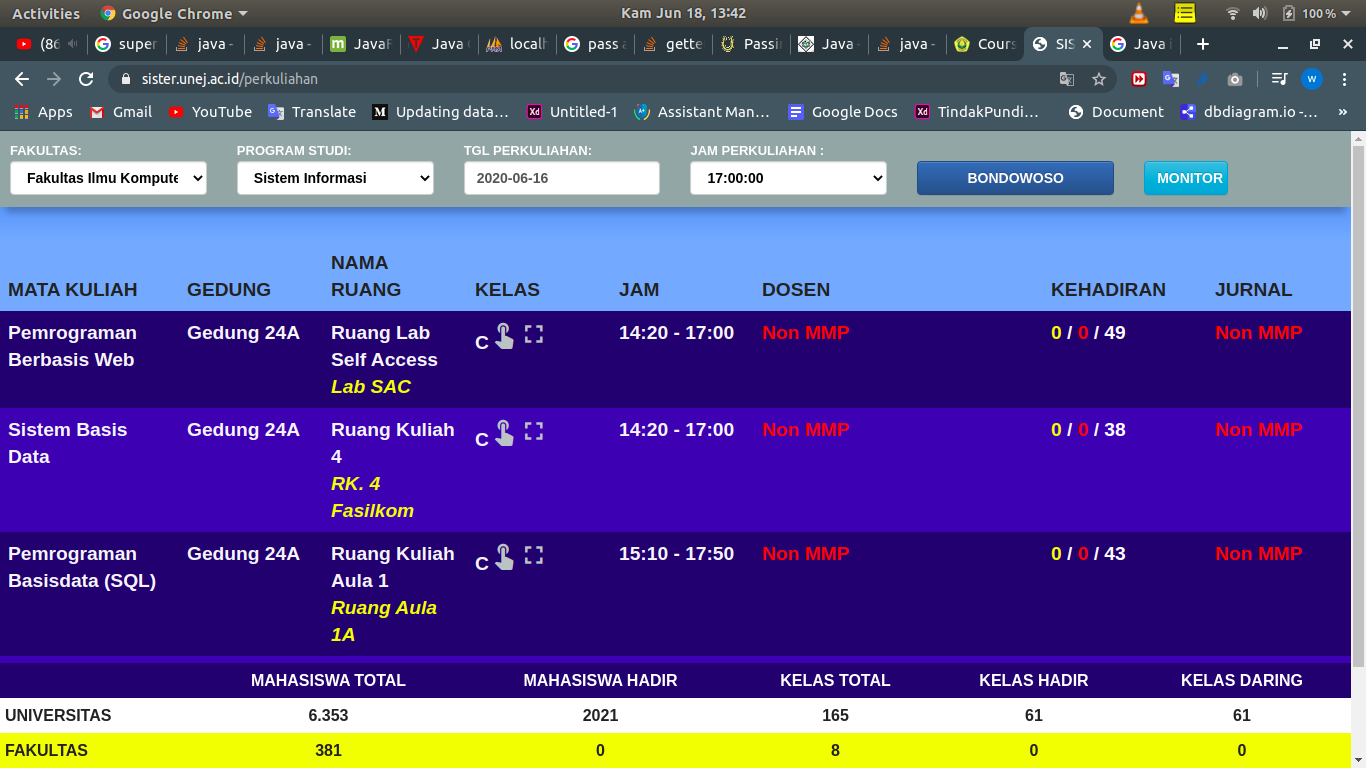 Activities Google Chrome Kam Jun 18, 13:42 100 %
(86 super java - java - JavaF Java localh pass a gette Passin Java - java - Cours SIS Java i
sister.unej.ac.id/perkuliahan W
Apps Gmail YouTube Translate Updating data... Untitled-1 Assistant Man... Google Docs TindakPundi... Document dbdiagram.io -... »
FAKULTAS: PROGRAM STUDI: TGL PERKULIAHAN: JAM PERKULIAHAN :
Fakultas Ilmu Kompute Sistem Informasi 2020-06-16 17:00:00 BONDOWOSO MONITOR
NAMA
MATA KULIAH GEDUNG RUANG KELAS JAM DOSEN KEHADIRAN JURNAL
Pemrograman Gedung 24A Ruang Lab C 14:20 - 17:00 Non MMP 0 / 0 / 49 Non MMP
Berbasis Web Self Access
Lab SAC
Sistem Basis Gedung 24A Ruang Kuliah C 14:20 - 17:00 Non MMP 0 / 0 / 38 Non MMP
Data 4
RK. 4
Fasilkom
Pemrograman Gedung 24A Ruang Kuliah C 15:10 - 17:50 Non MMP 0 / 0 / 43 Non MMP
Basisdata (SQL) Aula 1
Ruang Aula
1A
MAHASISWA TOTAL MAHASISWA HADIR KELAS TOTAL KELAS HADIR KELAS DARING
UNIVERSITAS 6.353 2021 165 61 61
FAKULTAS 381 0 8 0 0